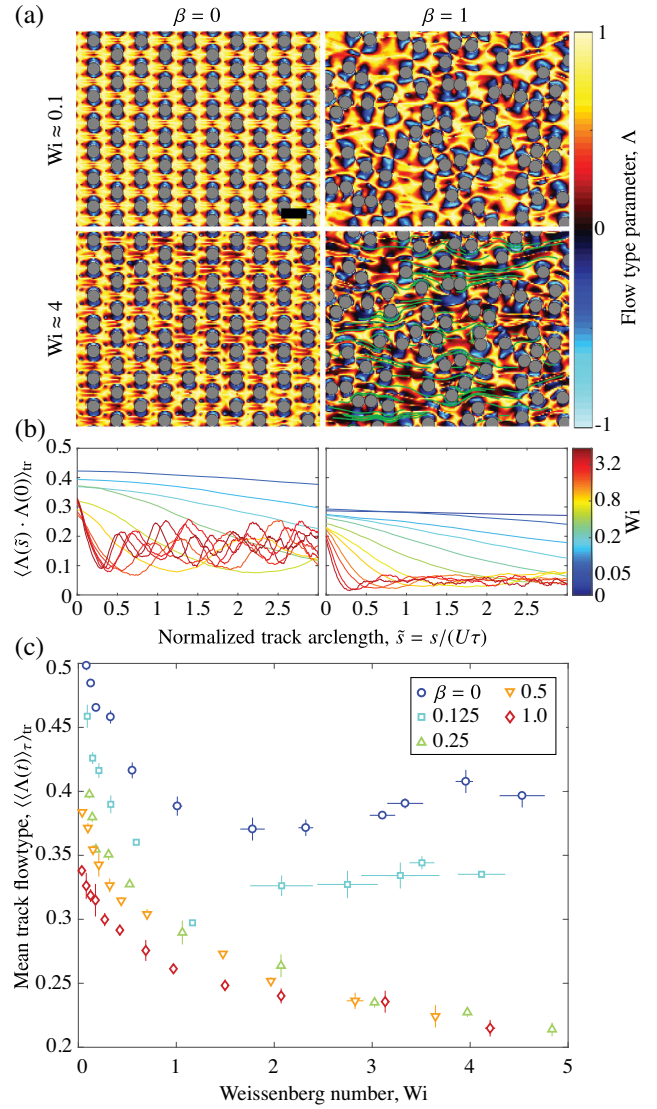 (a)
β = 0
β = 1
Wi ≈ 0.1
Wi ≈ 4
1
0
-1
Flow type parameter, Λ
(b)
0.5
0.4
0.3
0.2
0.1
0
⟨Λ(s̃) · Λ(0)⟩tr
0 0.5 1 1.5 2 2.5
0 0.5 1 1.5 2 2.5
3.2
0.8
0.2
0.05
0
Wi
Normalized track arclength, s̃ = s/(Uτ)
(c)
0.5
0.45
0.4
0.35
0.3
0.25
0.2
Mean track flowtype, ⟨⟨Λ(t)⟩τ⟩tr
β = 0
0.125
0.25
0.5
1.0
0 1 2 3 4 5
Weissenberg number, Wi